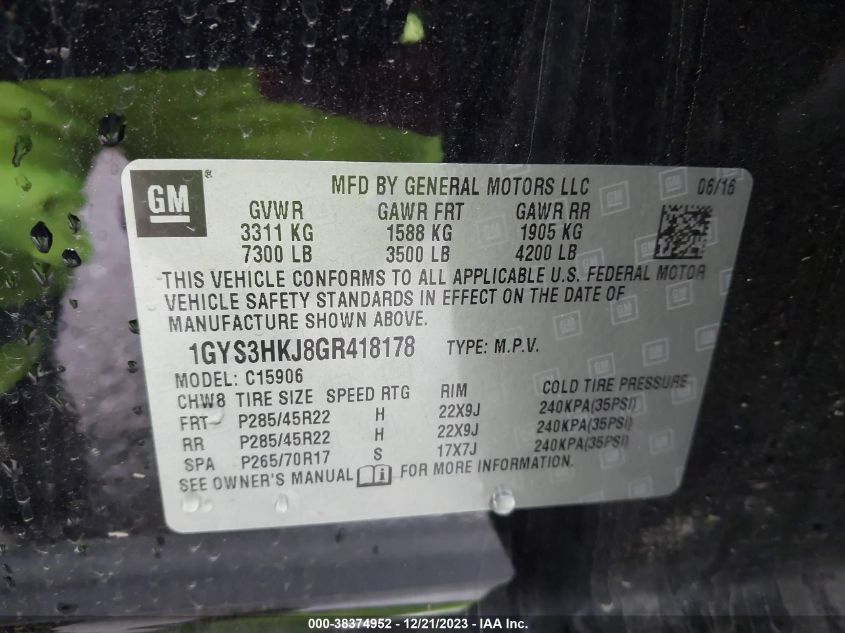 GM
MFD BY GENERAL MOTORS LLC 06/16
GVWR GAWR FRT GAWR RR
3311 KG 1588 KG 1905 KG
7300 LB 3500 LB 4200 LB
THIS VEHICLE CONFORMS TO ALL APPLICABLE U.S. FEDERAL MOTOR
VEHICLE SAFETY STANDARDS IN EFFECT ON THE DATE OF
MANUFACTURE SHOWN ABOVE.
1GYS3HKJ8GR418178 TYPE: M.P.V.
MODEL: C15906
CHW8 TIRE SIZE SPEED RTG RIM COLD TIRE PRESSURE
FRT P285/45R22 H 22X9J 240KPA(35PSI)
RR P285/45R22 H 22X9J 240KPA(35PSI)
SPA P265/70R17 S 17X7J 240KPA(35PSI)
SEE OWNER'S MANUAL FOR MORE INFORMATION.
000-38374952 - 12/21/2023 - IAAI, Inc.